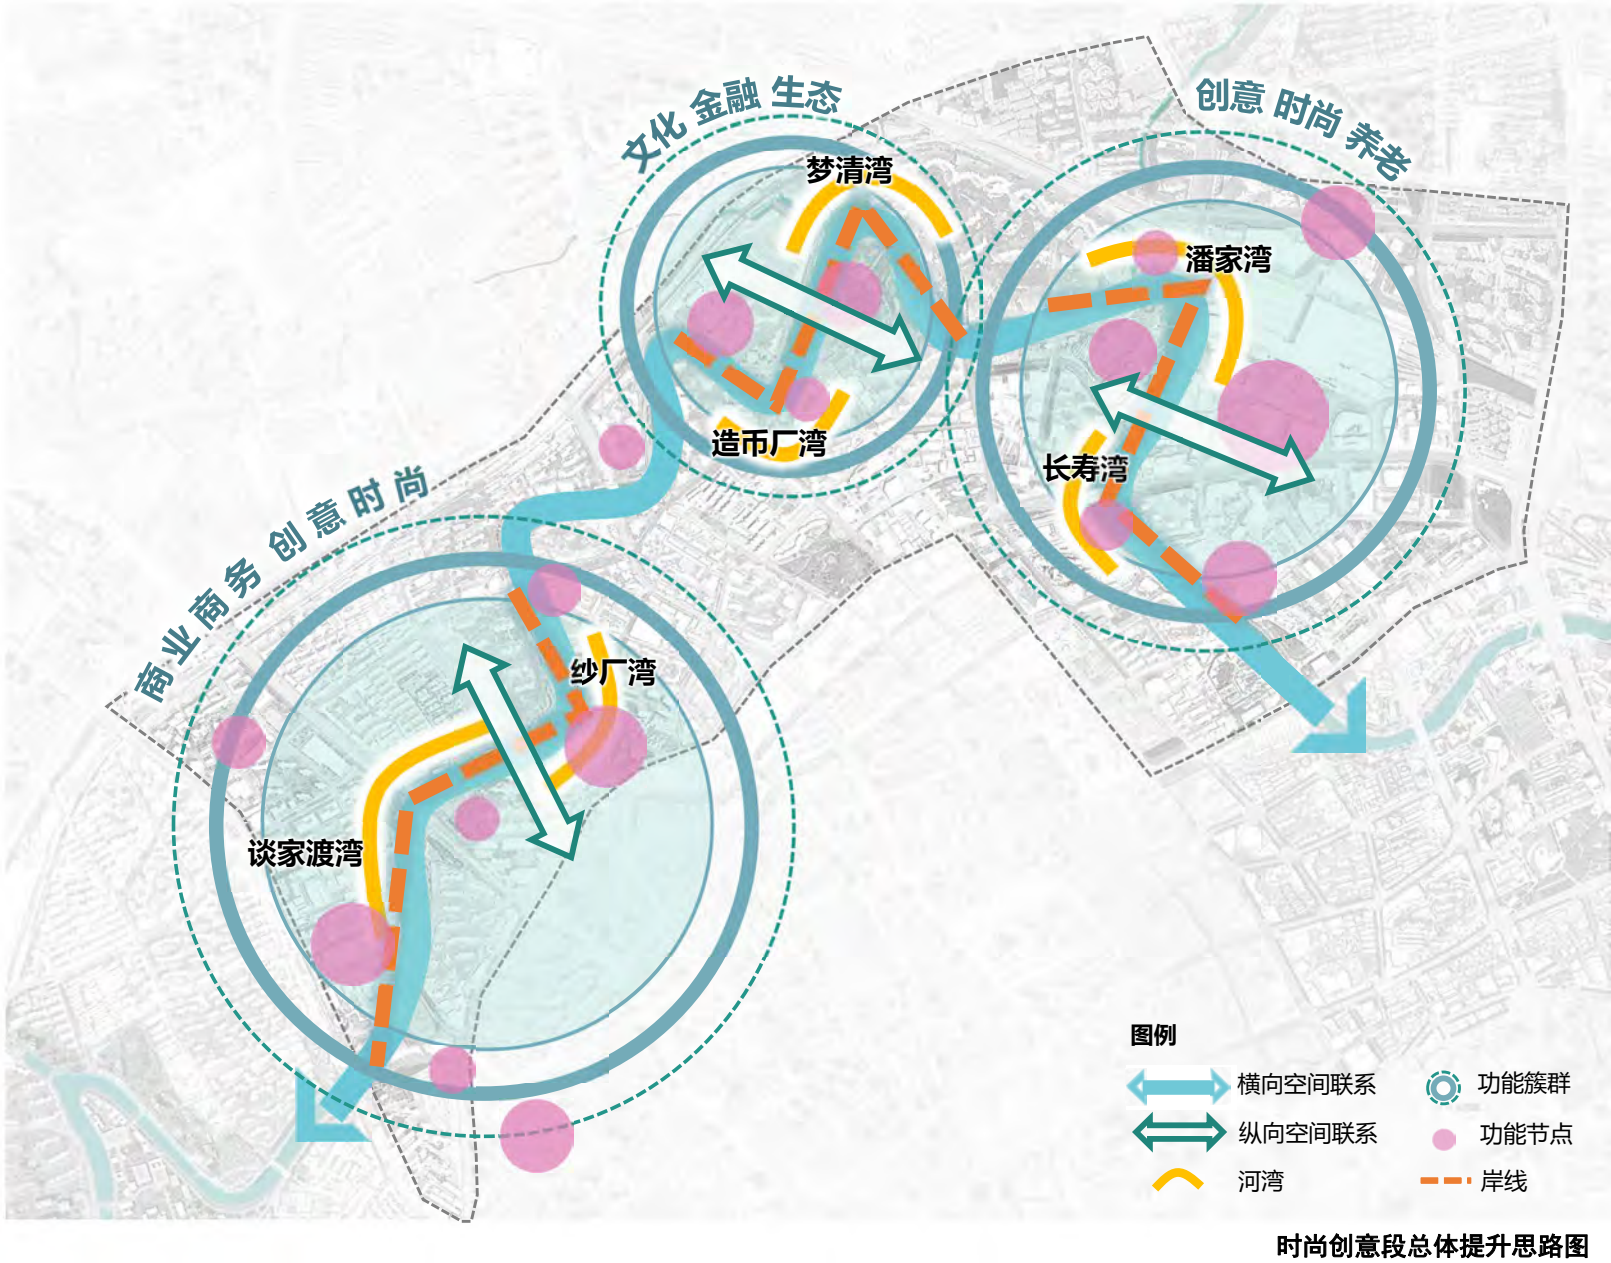 文化 金融 生态
创意 时尚 养老
梦清湾
潘家湾
造币厂湾
长寿湾
商业商务 创意时尚
纱厂湾
谈家渡湾
图例
横向空间联系
功能簇群
纵向空间联系
功能节点
河湾
岸线
时尚创意段总体提升思路图